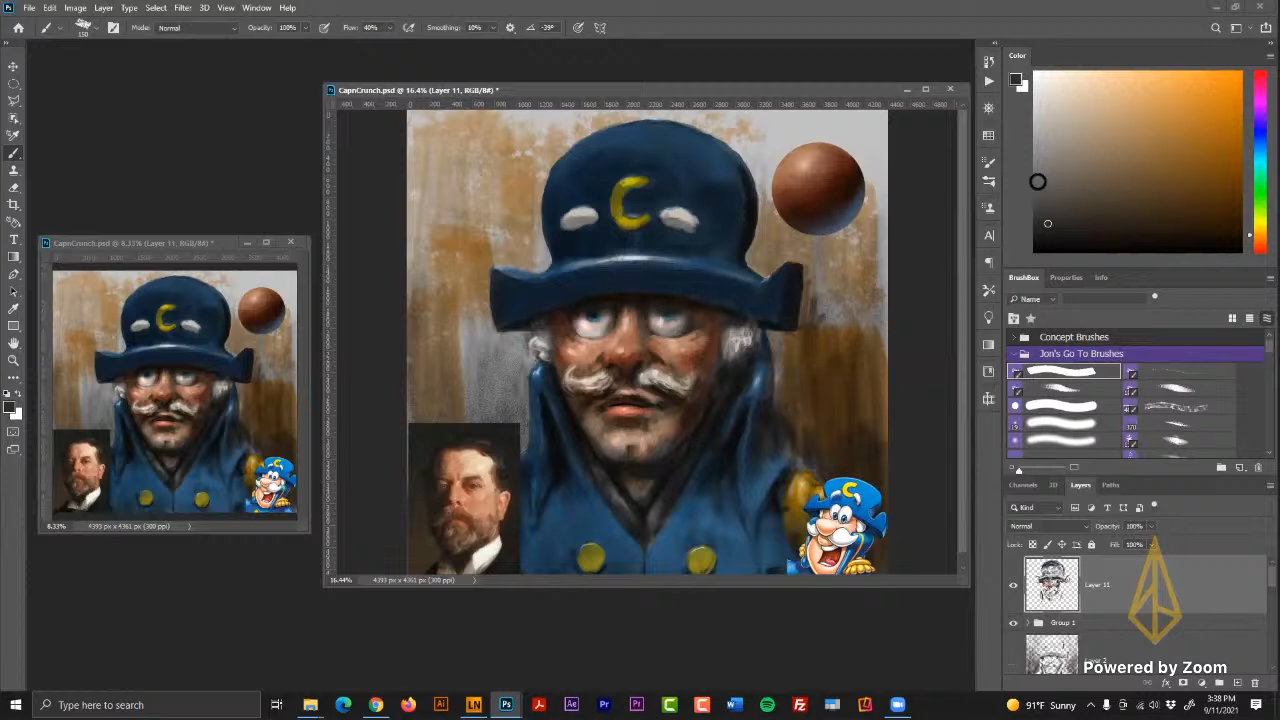 File Edit Image Layer Type Select Filter 3D View Window Help
150 Mode: Normal Opacity: 100% Flow: 40% Smoothing: 10% -39°
CapnCrunch.psd @ 16.4% (Layer 11, RGB/8#) *
CapnCrunch.psd @ 8.33% (Layer 11, RGB/8#) *
C
C
8.33% 4393 px x 4361 px (300 ppi)
16.44% 4393 px x 4361 px (300 ppi)
Color
BrushBox Properties Info
Name
Concept Brushes
Jon's Go To Brushes
370
Channels 3D Layers Paths
Kind
Normal Opacity: 100%
Lock: Fill: 100%
Layer 11
Group 1
Powered by Zoom
Type here to search
91°F Sunny
3:38 PM
9/11/2021